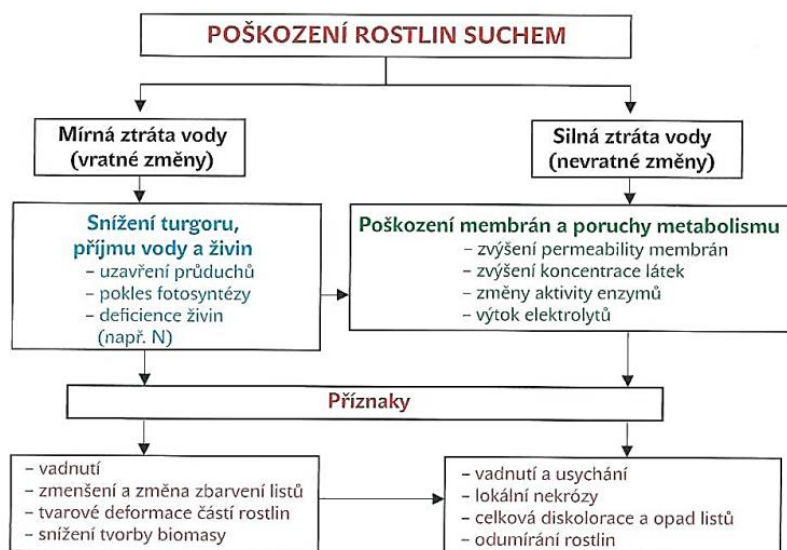 POŠKOZENÍ ROSTLIN SUCHEM
Mírná ztráta vody
(vratné změny)
Silná ztráta vody
(nevratné změny)
Snížení turgoru,
příjmu vody a živin
– uzavření průduchů
– pokles fotosyntézy
– deficience živin
(např. N)
Poškození membrán a poruchy metabolismu
– zvýšení permeability membrán
– zvýšení koncentrace látek
– změny aktivity enzymů
– výtok elektrolytů
Příznaky
– vadnutí
– zmenšení a změna zbarvení listů
– tvarové deformace částí rostlin
– snížení tvorby biomasy
– vadnutí a usychání
– lokální nekrózy
– celková diskolorace a opad listů
– odumírání rostlin